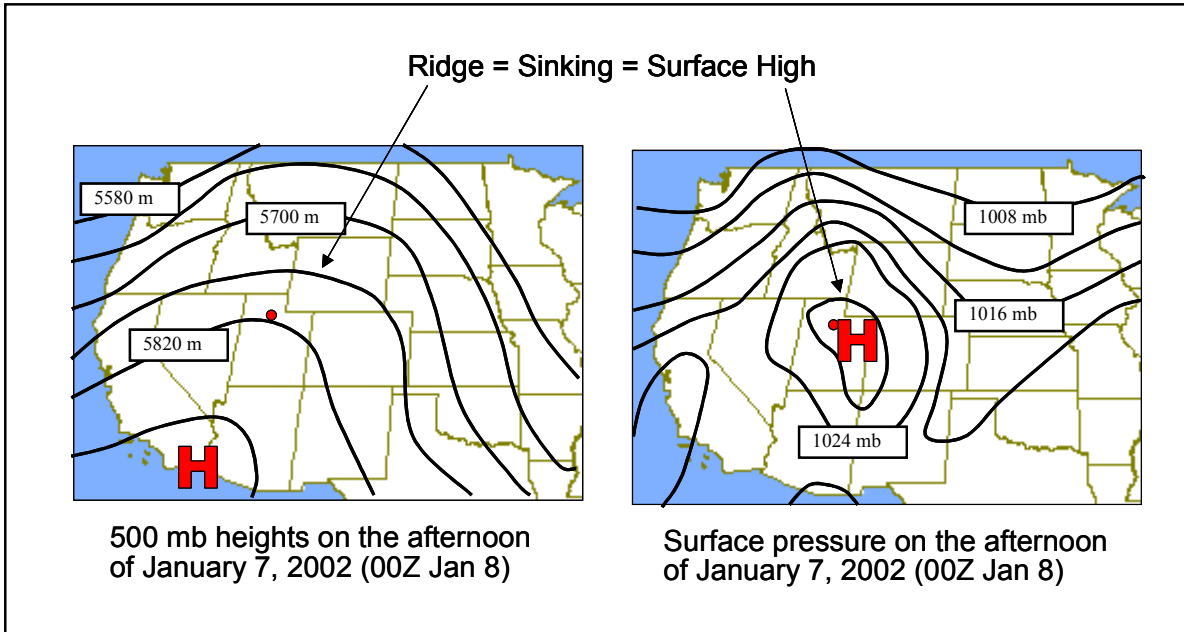 Ridge = Sinking = Surface High
5580 m
5700 m
5820 m
H
1008 mb
1016 mb
H
1024 mb
500 mb heights on the afternoon
of January 7, 2002 (00Z Jan 8)
Surface pressure on the afternoon
of January 7, 2002 (00Z Jan 8)